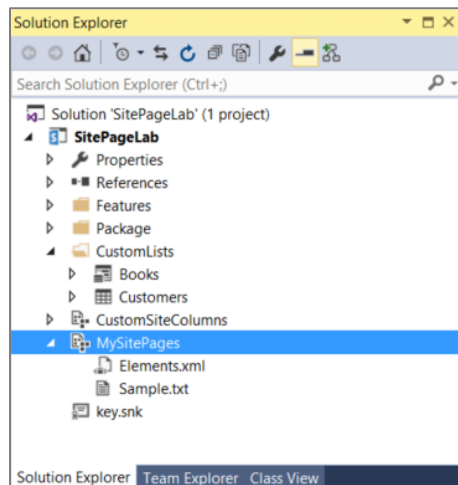 Solution Explorer
Search Solution Explorer (Ctrl+;)
Solution 'SitePageLab' (1 project)
SitePageLab
Properties
References
Features
Package
CustomLists
Books
Customers
CustomSiteColumns
MySitePages
Elements.xml
Sample.txt
key.snk
Solution Explorer Team Explorer Class View